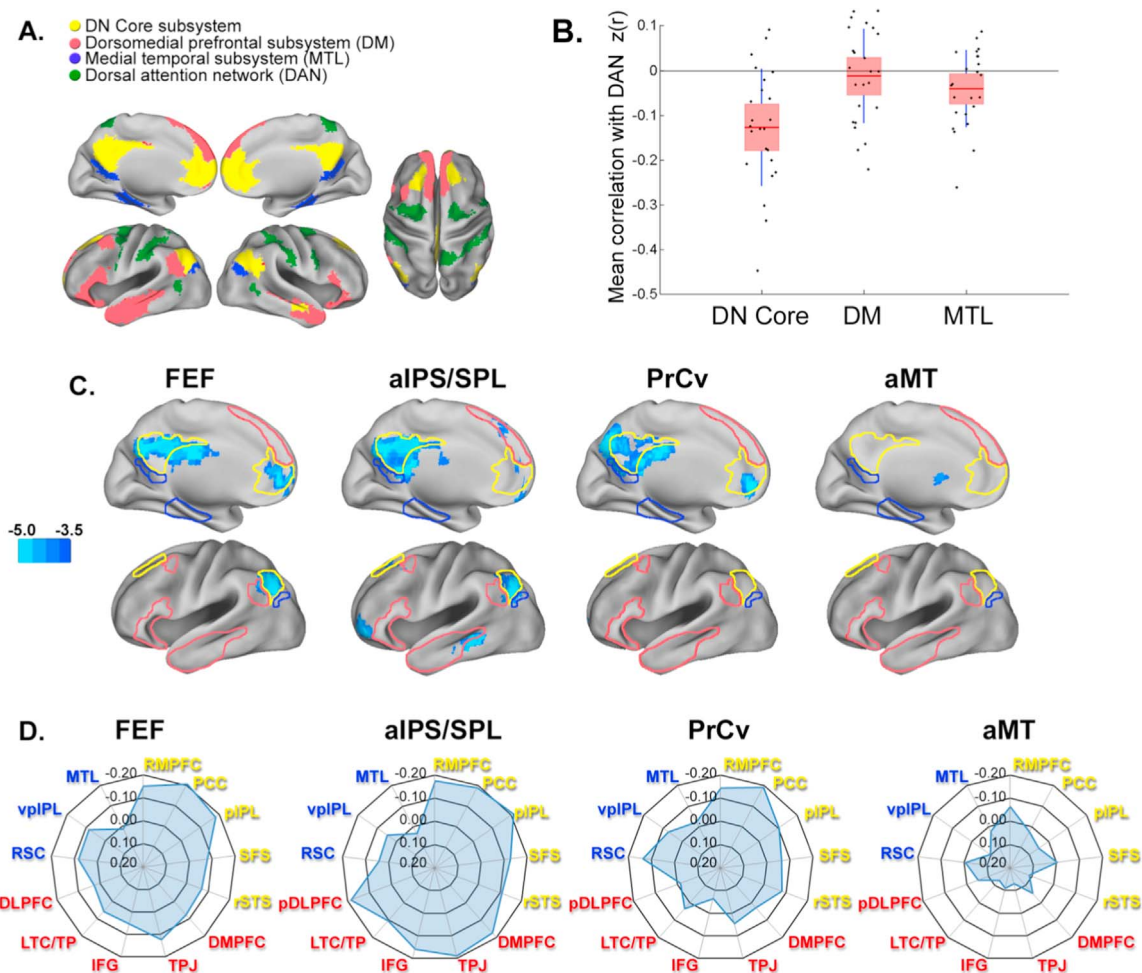 A.
DN Core subsystem
Dorsomedial prefrontal subsystem (DM)
Medial temporal subsystem (MTL)
Dorsal attention network (DAN)
B.
Mean correlation with DAN z(r)
0.1
0
-0.1
-0.2
-0.3
-0.4
-0.5
DN Core DM MTL
C.
FEF aIPS/SPL PrCv aMT
-5.0 -3.5
D.
FEF
-0.20
-0.10
0.00
0.10
0.20
RMPFC
PCC
pIPL
SFS
rSTS
DMPFC
TPJ
IFG
LTC/TP
DLPFC
RSC
vpIPL
MTL
aIPS/SPL
-0.20
-0.10
0.00
0.10
0.20
RMPFC
PCC
pIPL
SFS
rSTS
DMPFC
TPJ
IFG
LTC/TP
pDLPFC
RSC
vpIPL
MTL
PrCv
-0.20
-0.10
0.00
0.10
0.20
RMPFC
PCC
pIPL
SFS
rSTS
DMPFC
TPJ
IFG
LTC/TP
pDLPFC
RSC
vpIPL
MTL
aMT
-0.20
-0.10
0.00
0.10
0.20
RMPFC
PCC
pIPL
SFS
rSTS
DMPFC
TPJ
IFG
LTC/TP
pDLPFC
RSC
vpIPL
MTL